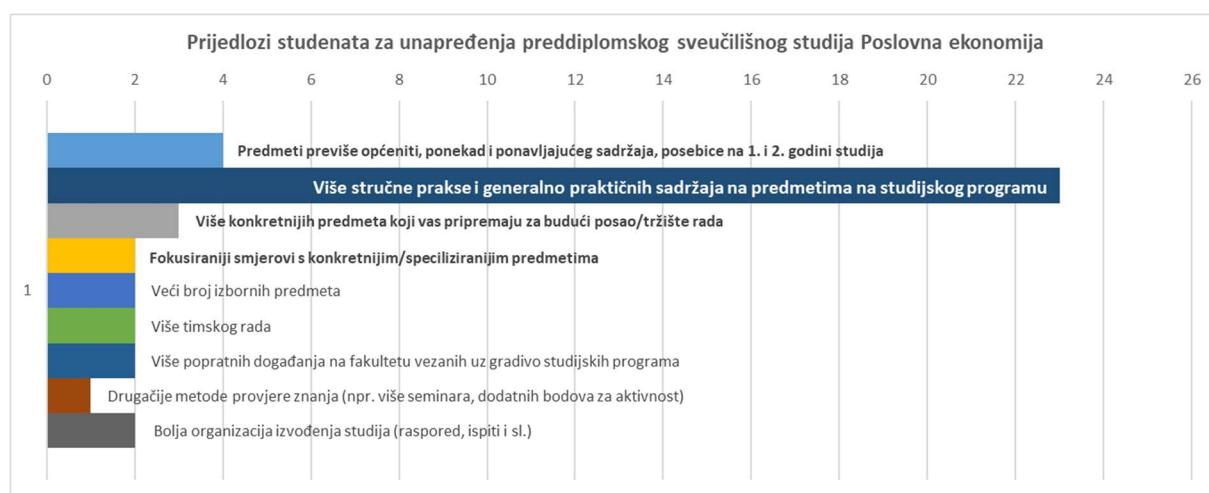 Prijedlozi studenata za unapređenja preddiplomskog sveučilišnog studija Poslovna ekonomija
0 2 4 6 8 10 12 14 16 18 20 22 24 26
Predmeti previše općeniti, ponekad i ponavljajućeg sadržaja, posebice na 1. i 2. godini studija
Više stručne prakse i generalno praktičnih sadržaja na predmetima na studijskog programu
Više konkretnijih predmeta koji vas pripremaju za budući posao/tržište rada
Fokusiraniji smjerovi s konkretnijim/speciliziranijim predmetima
1
Veći broj izbornih predmeta
Više timskog rada
Više popratnih događanja na fakultetu vezanih uz gradivo studijskih programa
Drugačije metode provjere znanja (npr. više seminara, dodatnih bodova za aktivnost)
Bolja organizacija izvođenja studija (raspored, ispiti i sl.)